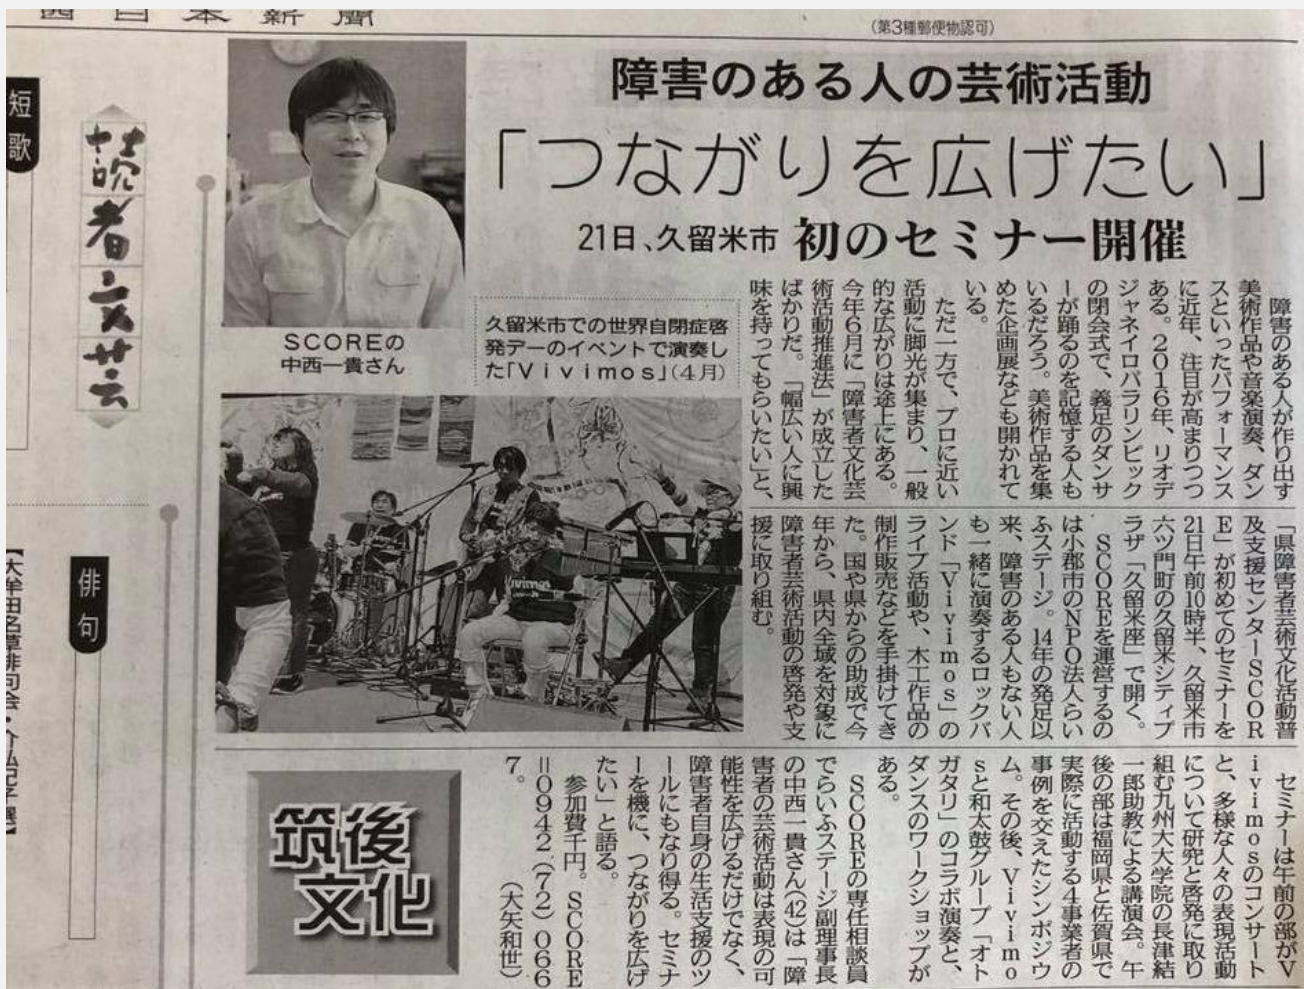 西日本新聞
（第3種郵便物認可）
障害のある人の芸術活動
「つながりを広げたい」
21日、久留米市 初のセミナー開催
SCOREの
中西一貴さん
久留米市での世界自閉症啓
発デーのイベントで演奏し
た「Vivimos」（4月）
障害のある人が作り出す
美術作品や音楽演奏、ダン
スといったパフォーマンス
に近年、注目が高まりつつ
ある。2016年、リオデ
ジャネイロパラリンピック
の閉会式で、義足のダンサ
ーが踊るのを記憶する人も
いるだろう。美術作品を集
めた企画展なども開かれて
いる。
ただ一方で、プロに近い
活動に脚光が集まり、一般
的な広がりは途上にある。
今年6月に「障害者文化芸
術活動推進法」が成立した
ばかりだ。「幅広い人に興
味を持ってもらいたい」と、
「県障害者芸術文化活動普
及支援センターSCOR
E」が初めてのセミナーを
21日午前10時半、久留米市
六ツ門町の久留米シティプ
ラザ「久留米座」で開く。
SCOREを運営するの
は小郡市のNPO法人らい
ふステージ。14年の発足以
来、障害のある人もない人
も一緒に演奏するロックバ
ンド「Vivimos」の
ライブ活動や、木工作品の
制作販売などを手掛けてき
た。国や県からの助成で今
年から、県内全域を対象に
障害者芸術活動の啓発や支
援に取り組む。
セミナーは午前の部がV
ivimosのコンサート
と、多様な人々の表現活動
について研究と啓発に取り
組む九州大大学院の長津結
一郎助教による講演会。午
後の部は福岡県と佐賀県で
実際に活動する4事業者の
事例を交えたシンポジウ
ム。その後、Vivimo
sと和太鼓グループ「オト
ガタリ」のコラボ演奏と、
ダンスのワークショップが
ある。
SCOREの専任相談員
でらいふステージ副理事長
の中西一貴さん（42）は「障
害者の芸術活動は表現の可
能性を広げるだけでなく、
障害者自身の生活支援のツ
ールにもなり得る。セミナ
ーを機に、つながりを広げ
たい」と語る。
参加費千円。SCORE
＝0942（72）066
7。
（大矢和世）
筑後
文化
Vivimos
読者文芸
短歌
俳句